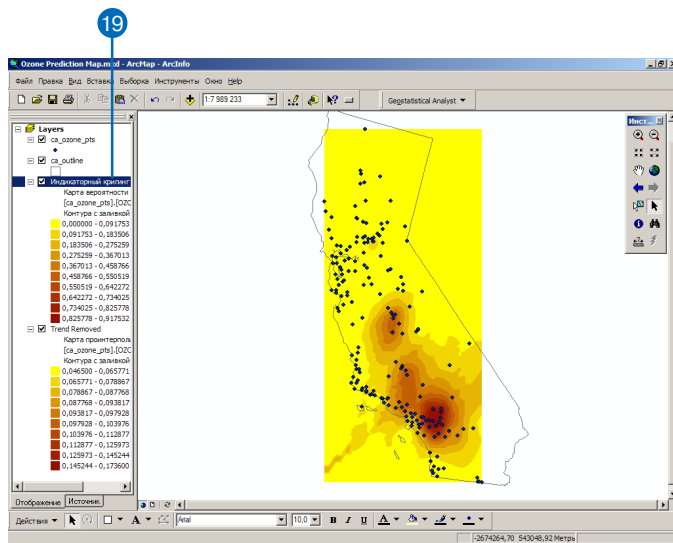 19
Ozone Prediction Map.mxd - ArcMap - ArcInfo
Файл Правка Вид Вставка Выборка Инструменты Окно Help
1:7 989 233
Geostatistical Analyst
Layers
ca_ozone_pts
ca_outline
Индикаторный кригинг
Карта вероятности
[ca_ozone_pts].[OZC
Контура с заливкой
0,000000 - 0,091753
0,091753 - 0,183506
0,183506 - 0,275259
0,275259 - 0,367013
0,367013 - 0,458766
0,458766 - 0,550519
0,550519 - 0,642272
0,642272 - 0,734025
0,734025 - 0,825778
0,825778 - 0,917532
Trend Removed
Карта проинтерполь
[ca_ozone_pts].[OZC
Контура с заливкой
0,046500 - 0,065771
0,065771 - 0,078867
0,078867 - 0,087768
0,087768 - 0,093817
0,093817 - 0,097928
0,097928 - 0,103976
0,103976 - 0,112877
0,112877 - 0,125973
0,125973 - 0,145244
0,145244 - 0,173600
Инст...
Отображение Источник
Действия A Arial 10,0 B I U A
-2674264,70 543048,92 Метры